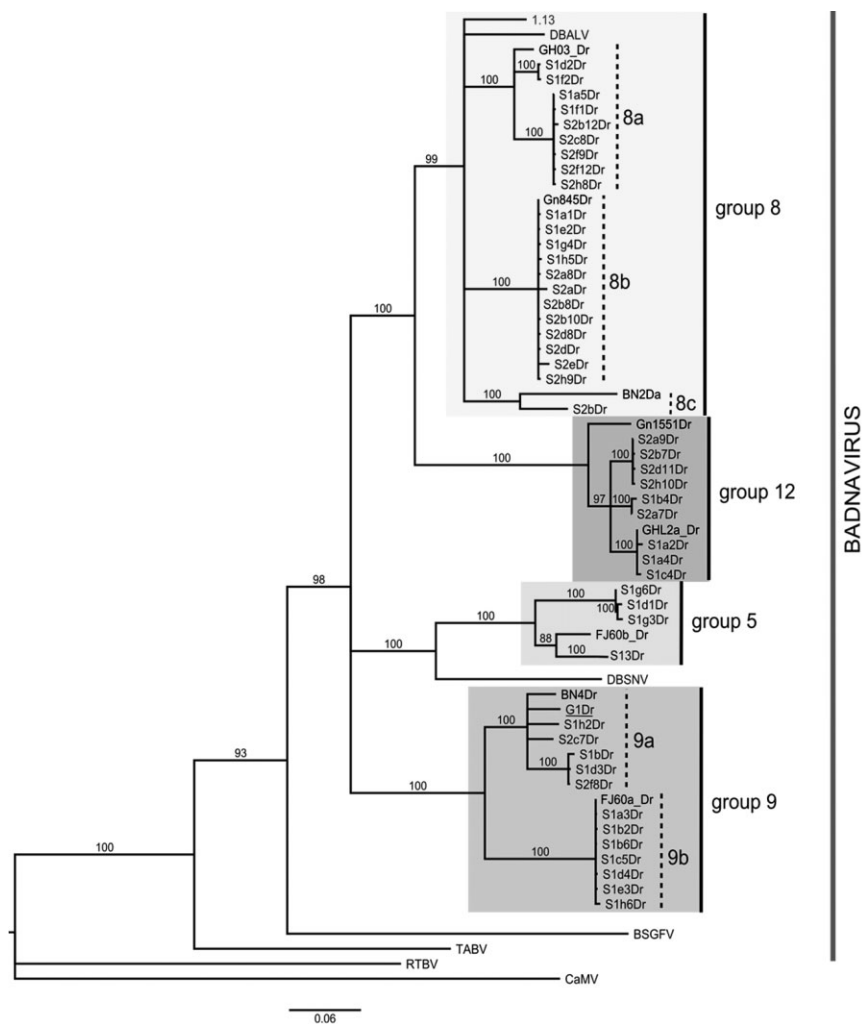 1.13
DBALV
GH03_Dr
100
S1d2Dr
S1f2Dr
100
S1a5Dr
S1f1Dr
S2b12Dr
8a
100
S2c8Dr
S2f9Dr
S2f12Dr
99
S2h8Dr
Gn845Dr
group 8
S1a1Dr
S1e2Dr
S1g4Dr
S1h5Dr
S2a8Dr
8b
100
S2aDr
S2b8Dr
100
S2b10Dr
S2d8Dr
S2dDr
S2eDr
S2h9Dr
100
BN2Da
8c
S2bDr
Gn1551Dr
S2a9Dr
100
S2b7Dr
100
S2d11Dr
S2h10Dr
group 12
97
100
S1b4Dr
S2a7Dr
GHL2a_Dr
100
S1a2Dr
S1a4Dr
S1c4Dr
98
S1g6Dr
100
100
S1d1Dr
100
S1g3Dr
group 5
88
FJ60b_Dr
100
100
S13Dr
DBSNV
BN4Dr
G1Dr
100
S1h2Dr
S2c7Dr
9a
93
S1bDr
100
S1d3Dr
S2f8Dr
100
FJ60a_Dr
group 9
S1a3Dr
S1b2Dr
S1b6Dr
100
100
S1c5Dr
9b
S1d4Dr
S1e3Dr
S1h6Dr
BSGFV
TABV
RTBV
CaMV
0.06
BADNAVIRUS